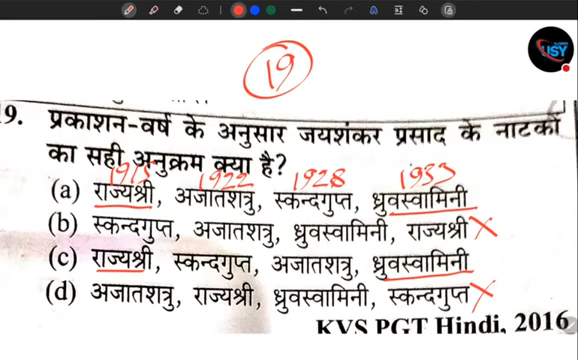 19
9. प्रकाशन-वर्ष के अनुसार जयशंकर प्रसाद के नाटकों
का सही अनुक्रम क्या है?
1915 1922 1928 1933
(a) राज्यश्री, अजातशत्रु, स्कन्दगुप्त, ध्रुवस्वामिनी
(b) स्कन्दगुप्त, अजातशत्रु, ध्रुवस्वामिनी, राज्यश्री
(c) राज्यश्री, स्कन्दगुप्त, अजातशत्रु, ध्रुवस्वामिनी
(d) अजातशत्रु, राज्यश्री, ध्रुवस्वामिनी, स्कन्दगुप्त
KVS PGT Hindi, 2016